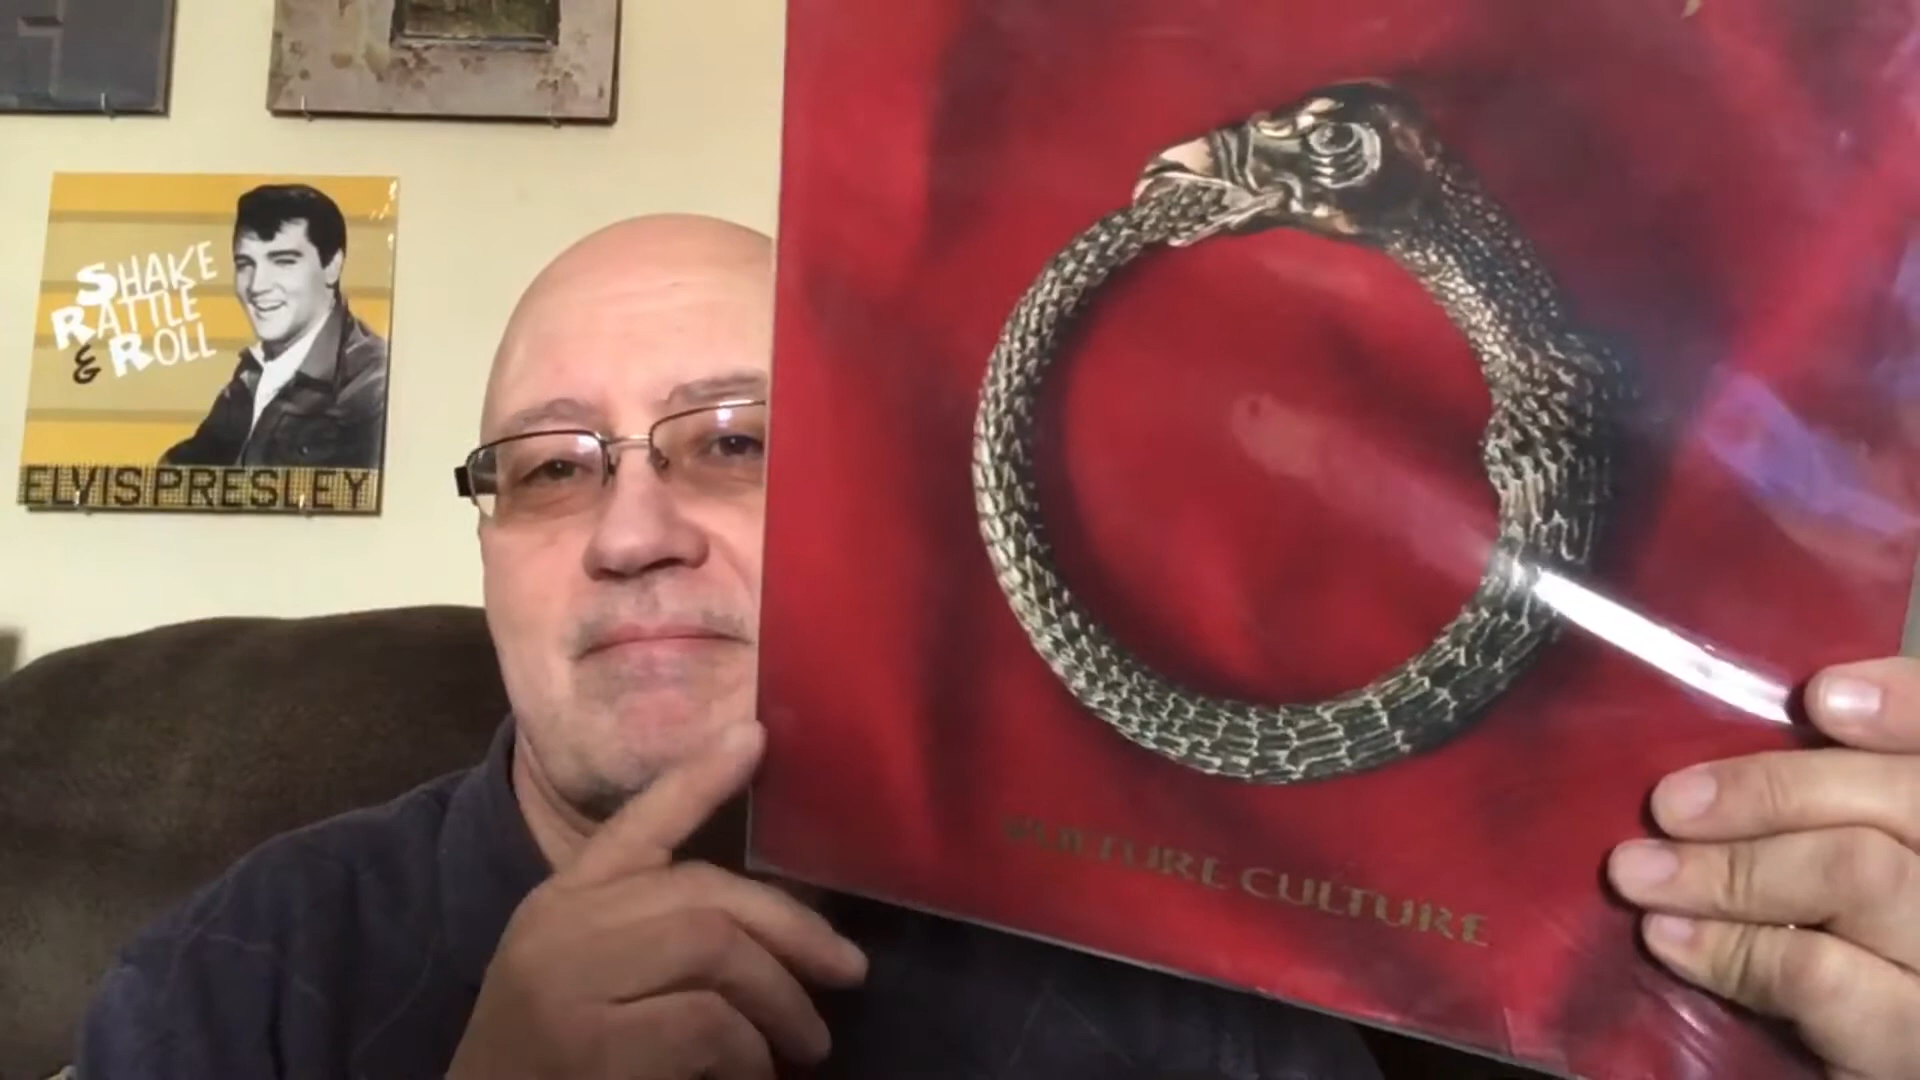 SHAKE
RATTLE
& ROLL
ELVIS PRESLEY
VULTURE CULTURE